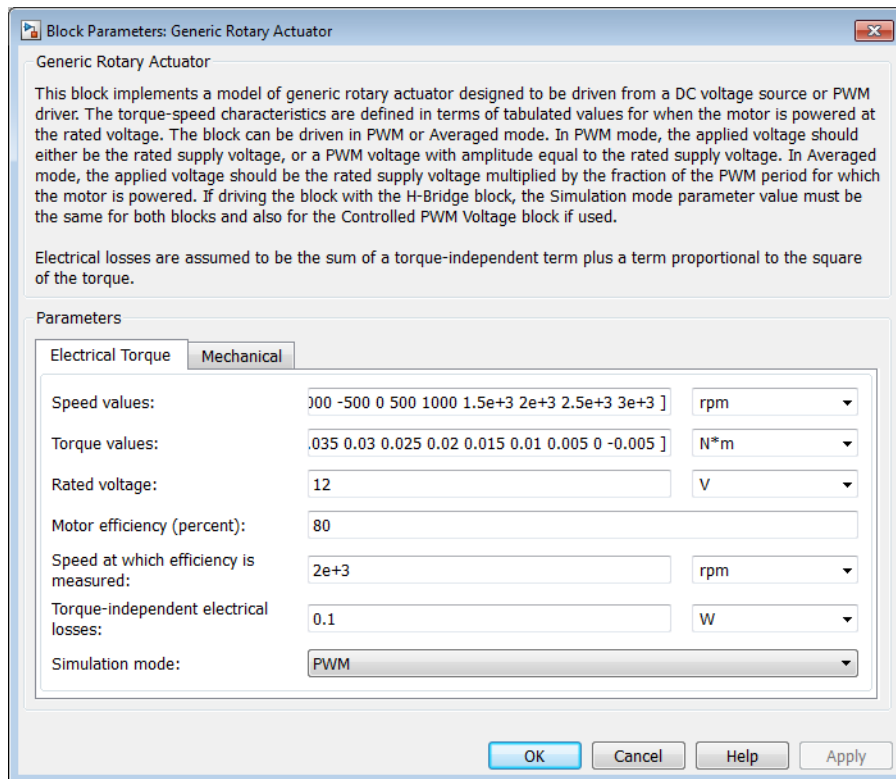 Block Parameters: Generic Rotary Actuator
Generic Rotary Actuator
This block implements a model of generic rotary actuator designed to be driven from a DC voltage source or PWM
driver. The torque-speed characteristics are defined in terms of tabulated values for when the motor is powered at
the rated voltage. The block can be driven in PWM or Averaged mode. In PWM mode, the applied voltage should
either be the rated supply voltage, or a PWM voltage with amplitude equal to the rated supply voltage. In Averaged
mode, the applied voltage should be the rated supply voltage multiplied by the fraction of the PWM period for which
the motor is powered. If driving the block with the H-Bridge block, the Simulation mode parameter value must be
the same for both blocks and also for the Controlled PWM Voltage block if used.
Electrical losses are assumed to be the sum of a torque-independent term plus a term proportional to the square
of the torque.
Parameters
Electrical Torque Mechanical
Speed values: 000 -500 0 500 1000 1.5e+3 2e+3 2.5e+3 3e+3 ] rpm
Torque values: .035 0.03 0.025 0.02 0.015 0.01 0.005 0 -0.005 ] N*m
Rated voltage: 12 V
Motor efficiency (percent): 80
Speed at which efficiency is
measured: 2e+3 rpm
Torque-independent electrical
losses: 0.1 W
Simulation mode: PWM
OK Cancel Help Apply